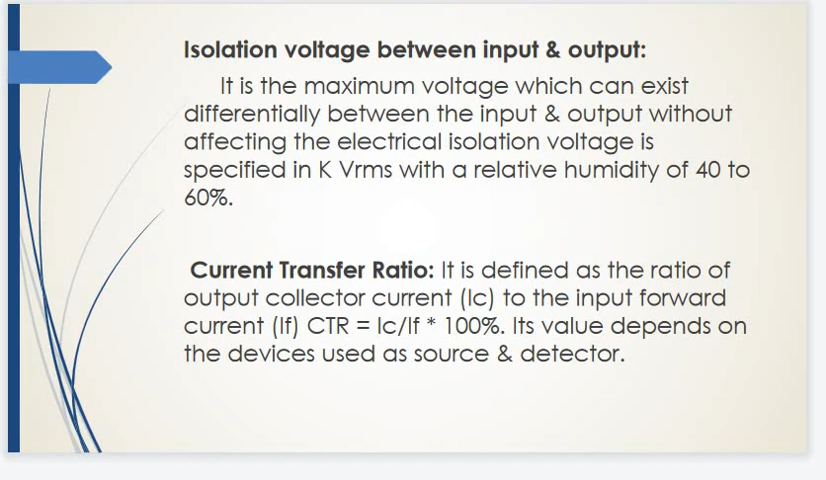 Isolation voltage between input & output:
It is the maximum voltage which can exist
differentially between the input & output without
affecting the electrical isolation voltage is
specified in K Vrms with a relative humidity of 40 to
60%.
Current Transfer Ratio: It is defined as the ratio of
output collector current (Ic) to the input forward
current (If) CTR = Ic/If * 100%. Its value depends on
the devices used as source & detector.